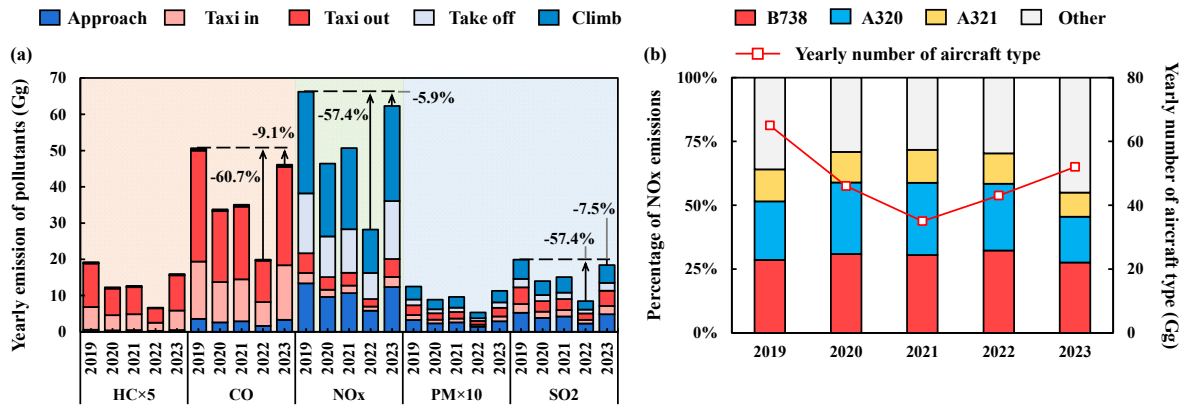 Approach Taxi in Taxi out Take off Climb
(a)
Yearly emission of pollutants (Gg)
70
60
50
40
30
20
10
0
-9.1%
-60.7%
-57.4%
-5.9%
-57.4%
-7.5%
2019 2020 2021 2022 2023 2019 2020 2021 2022 2023 2019 2020 2021 2022 2023 2019 2020 2021 2022 2023 2019 2020 2021 2022 2023
HC×5 CO NOx PM×10 SO2
B738 A320 A321 Other
(b)
Yearly number of aircraft type
Percentage of NOx emissions
100%
75%
50%
25%
0%
80
60
40
20
0
Yearly number of aircraft type (Gg)
2019 2020 2021 2022 2023